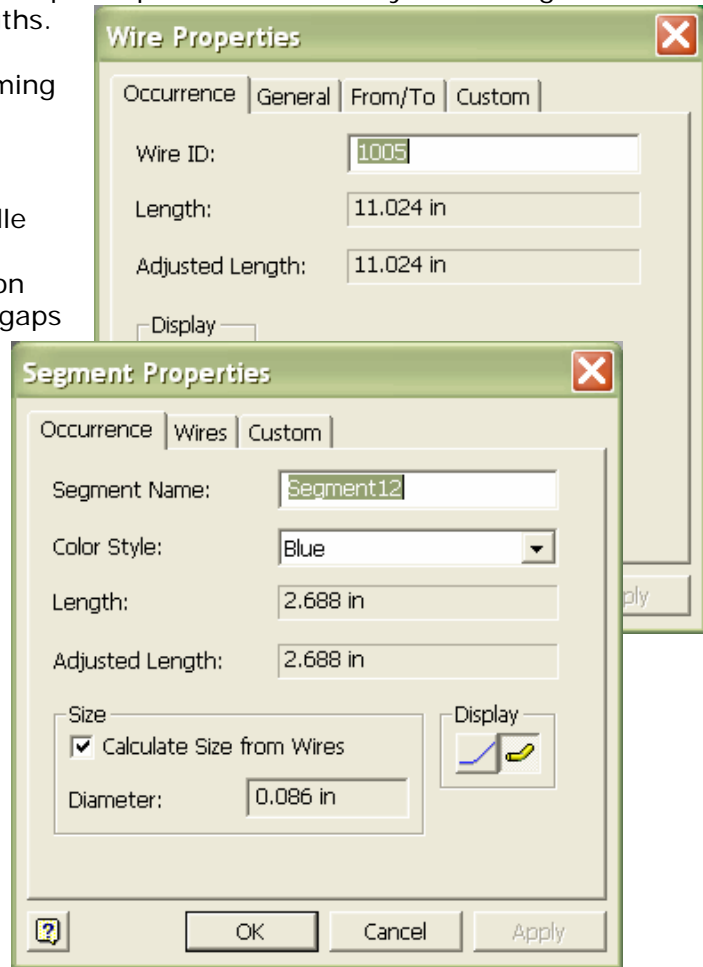 ths.
ming
lle
on
gaps
Wire Properties
Occurrence General From/To Custom
Wire ID: 1005
Length: 11.024 in
Adjusted Length: 11.024 in
Display
ply
Segment Properties
Occurrence Wires Custom
Segment Name: Segment12
Color Style: Blue
Length: 2.688 in
Adjusted Length: 2.688 in
Size
Display
Calculate Size from Wires
Diameter: 0.086 in
? OK Cancel Apply